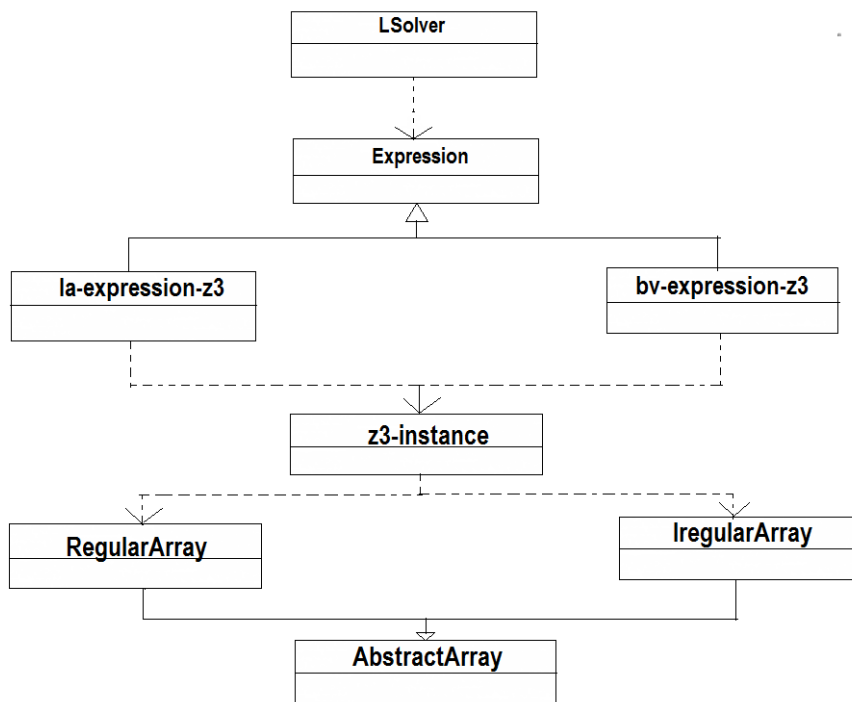 LSolver
Expression
la-expression-z3
bv-expression-z3
z3-instance
RegularArray
IregularArray
AbstractArray